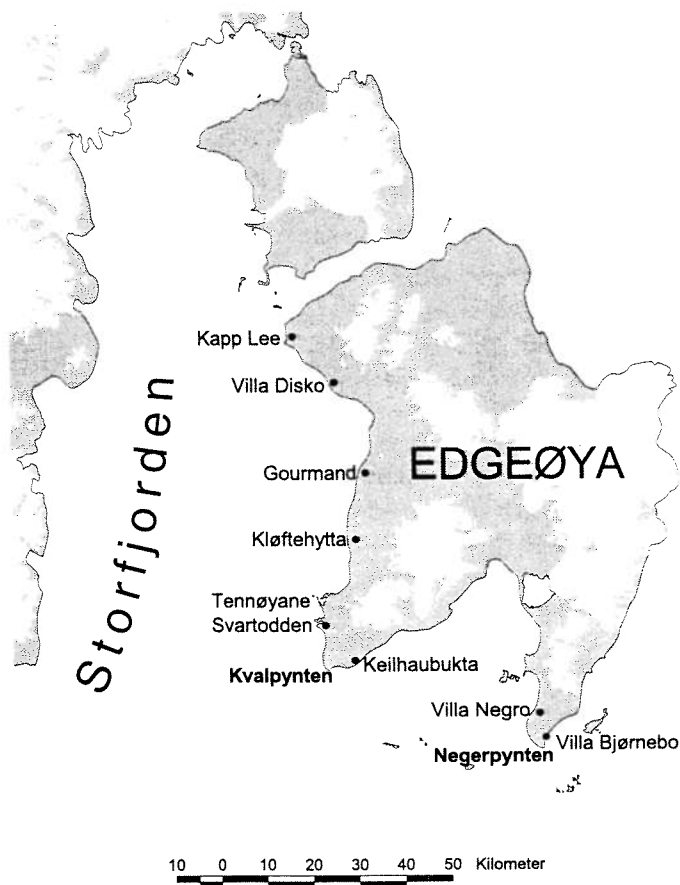 Kapp Lee
Villa Disko
Storfjorden
Gourmand
EDGEØYA
Kløftehytta
Tennøyane
Svartodden
Keilhaubukta
Kvalpynten
Villa Negro
Villa Bjørnebo
Negerpynten
10 0 10 20 30 40 50 Kilometer